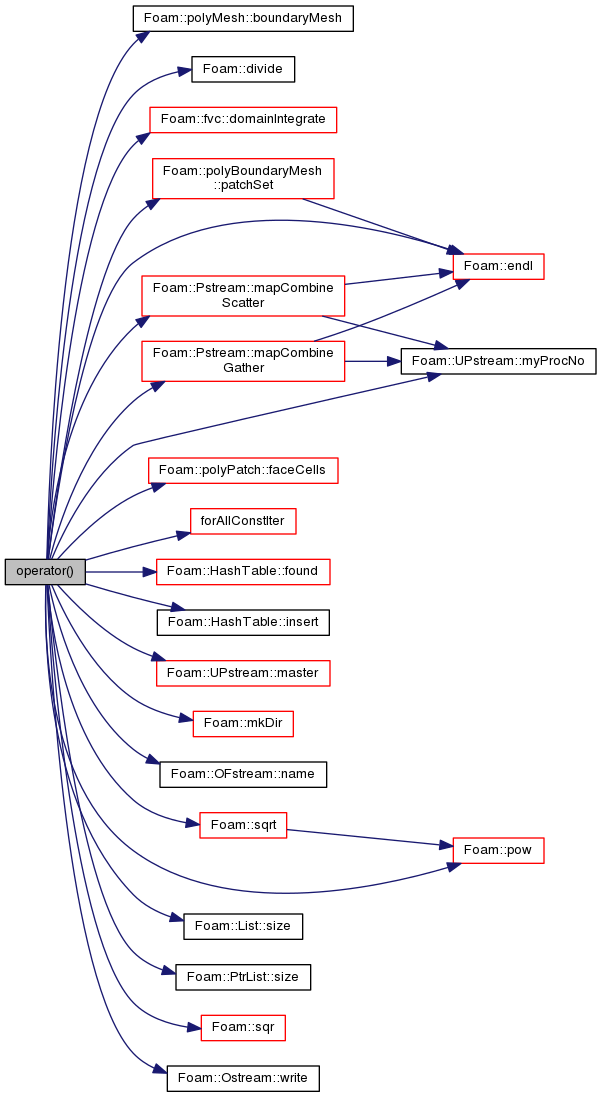 Foam::polyMesh::boundaryMesh
Foam::divide
Foam::fvc::domainIntegrate
Foam::polyBoundaryMesh
::patchSet
Foam::endl
Foam::Pstream::mapCombine
Scatter
Foam::Pstream::mapCombine
Gather
Foam::UPstream::myProcNo
Foam::polyPatch::faceCells
forAllConstIter
operator()
Foam::HashTable::found
Foam::HashTable::insert
Foam::UPstream::master
Foam::mkDir
Foam::OFstream::name
Foam::sqrt
Foam::pow
Foam::List::size
Foam::PtrList::size
Foam::sqr
Foam::Ostream::write